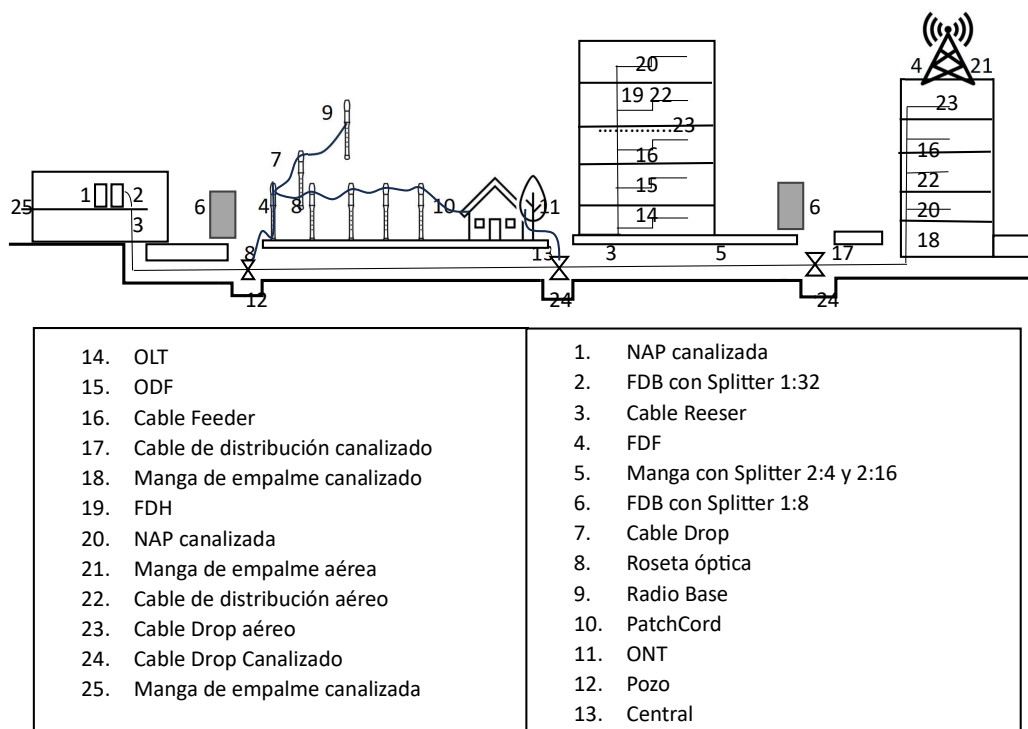 20
4 21
9
19 22
23
23
7
16
16
25 1 2
6
4 8
10
11
15
6
22
3
14
20
18
8
13
3
5
17
12
24
24
14. OLT
15. ODF
16. Cable Feeder
17. Cable de distribución canalizado
18. Manga de empalme canalizado
19. FDH
20. NAP canalizada
21. Manga de empalme aérea
22. Cable de distribución aéreo
23. Cable Drop aéreo
24. Cable Drop Canalizado
25. Manga de empalme canalizada
1. NAP canalizada
2. FDB con Splitter 1:32
3. Cable Reeser
4. FDF
5. Manga con Splitter 2:4 y 2:16
6. FDB con Splitter 1:8
7. Cable Drop
8. Roseta óptica
9. Radio Base
10. PatchCord
11. ONT
12. Pozo
13. Central